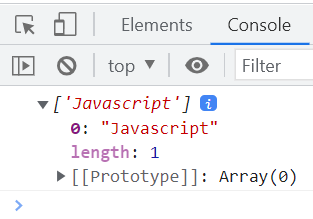 Elements Console
top Filter
['Javascript'] i
0: "Javascript"
length: 1
[[Prototype]]: Array(0)